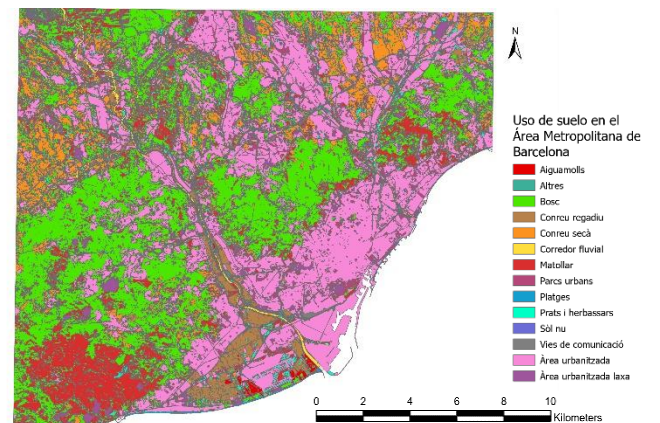 N
Uso de suelo en el
Área Metropolitana de
Barcelona
Aiguamolls
Altres
Bosc
Conreu regadiu
Conreu secà
Corredor fluvial
Matollar
Parcs urbans
Platges
Prats i herbassars
Sòl nu
Vies de comunicació
Àrea urbanitzada
Àrea urbanitzada laxa
0 2 4 6 8 10
Kilometers